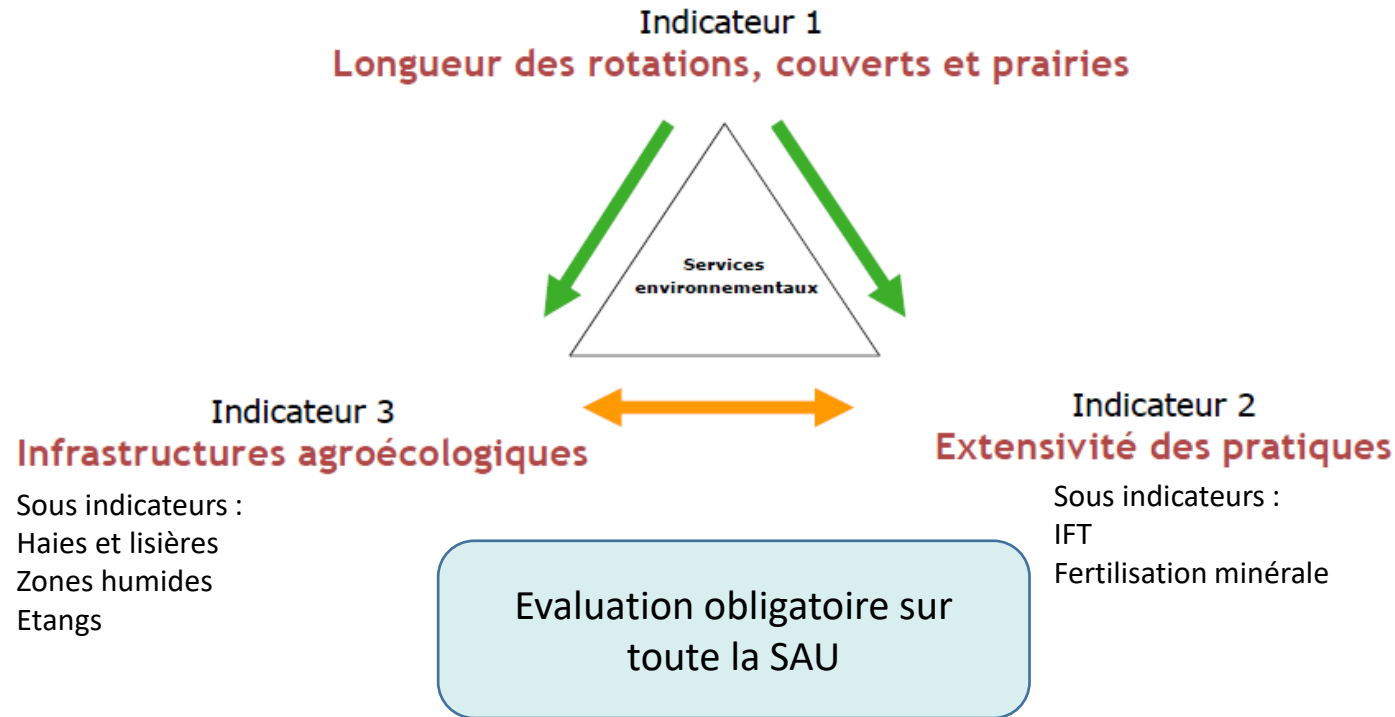 Indicateur 1
Longueur des rotations, couverts et prairies
Services
environnementaux
Indicateur 3
Infrastructures agroécologiques
Sous indicateurs :
Haies et lisières
Zones humides
Etangs
Indicateur 2
Extensivité des pratiques
Sous indicateurs :
IFT
Fertilisation minérale
Evaluation obligatoire sur
toute la SAU